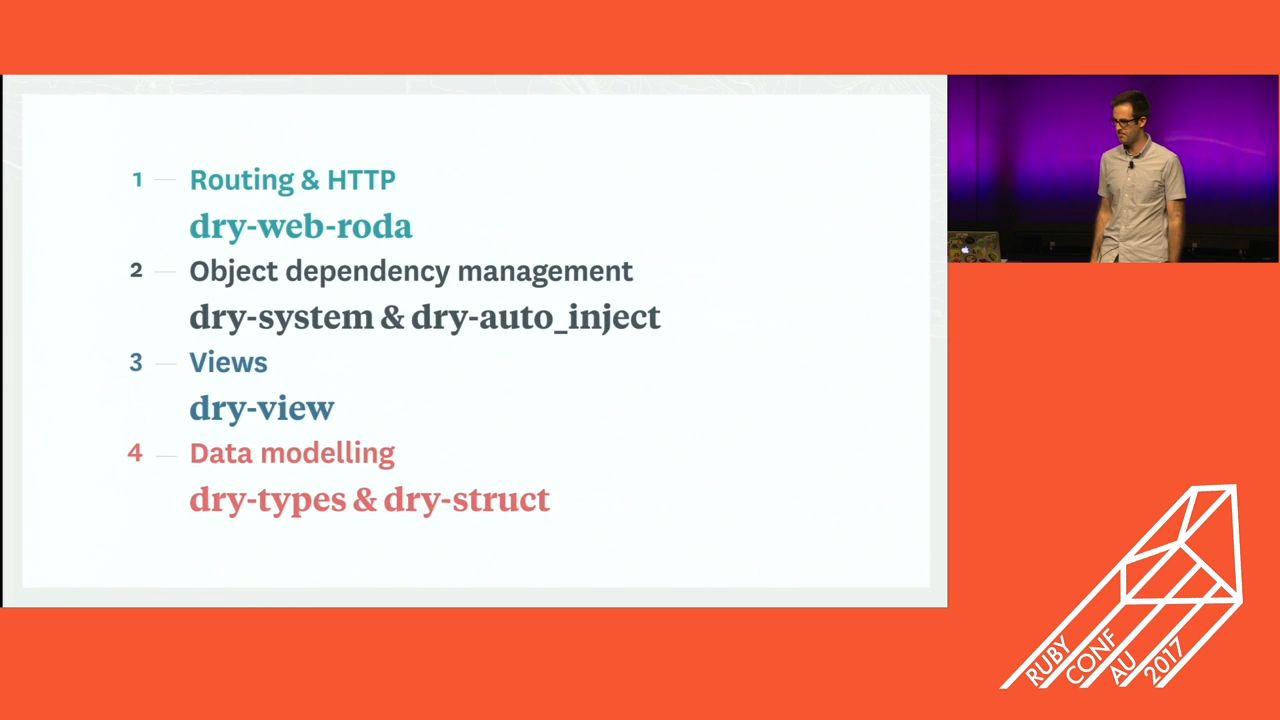 1 — Routing & HTTP
dry-web-roda
2 — Object dependency management
dry-system & dry-auto_inject
3 — Views
dry-view
4 — Data modelling
dry-types & dry-struct
RUBY
CONF
AU
2017